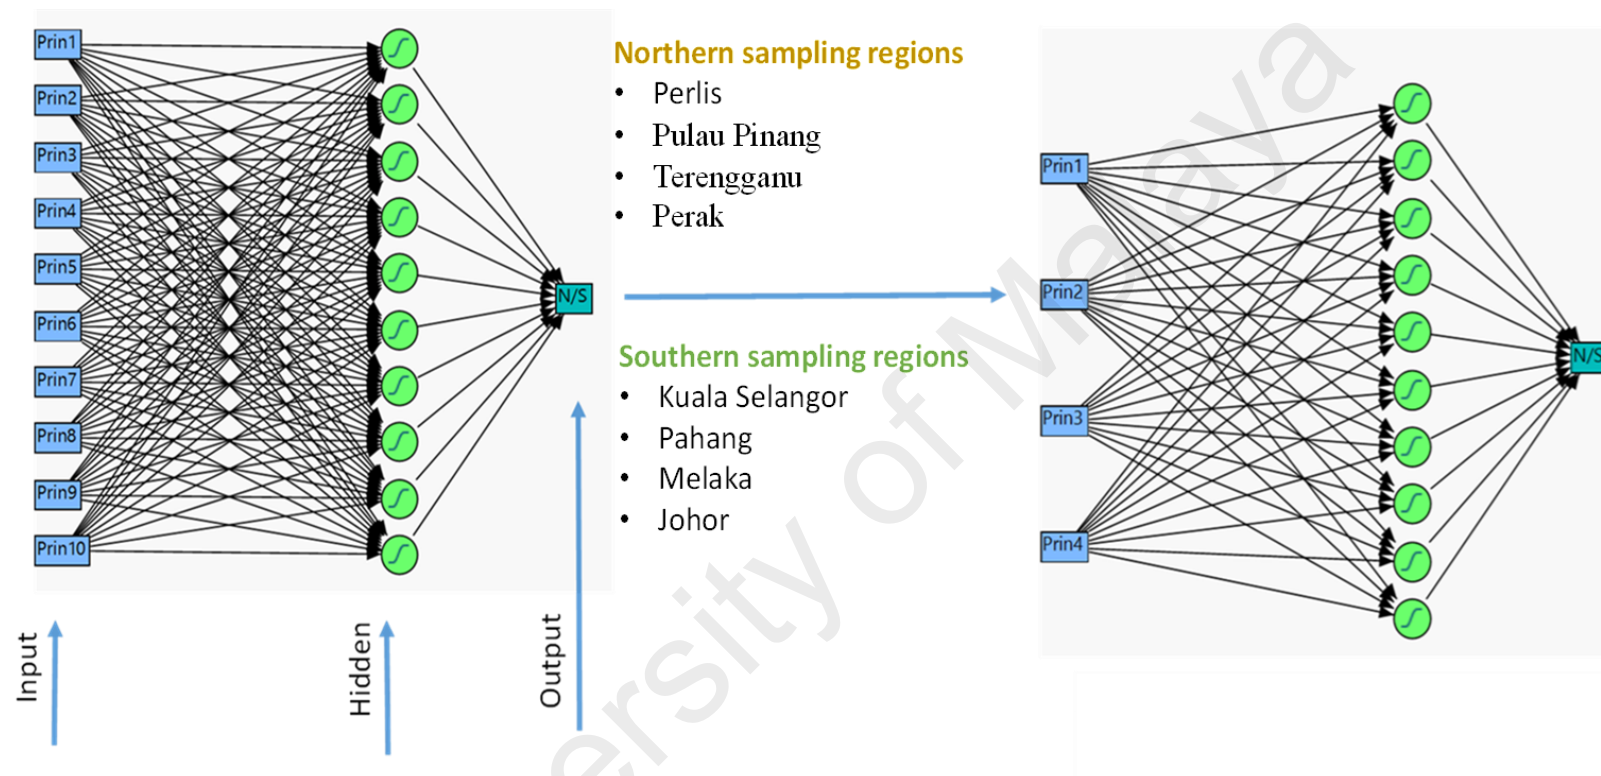 Prin1
Prin2
Prin3
Prin4
Prin5
Prin6
Prin7
Prin8
Prin9
Prin10
N/S
Input
Hidden
Output
Northern sampling regions
• Perlis
• Pulau Pinang
• Terengganu
• Perak
Southern sampling regions
• Kuala Selangor
• Pahang
• Melaka
• Johor
Prin1
Prin2
Prin3
Prin4
N/S
ersity of Malaya